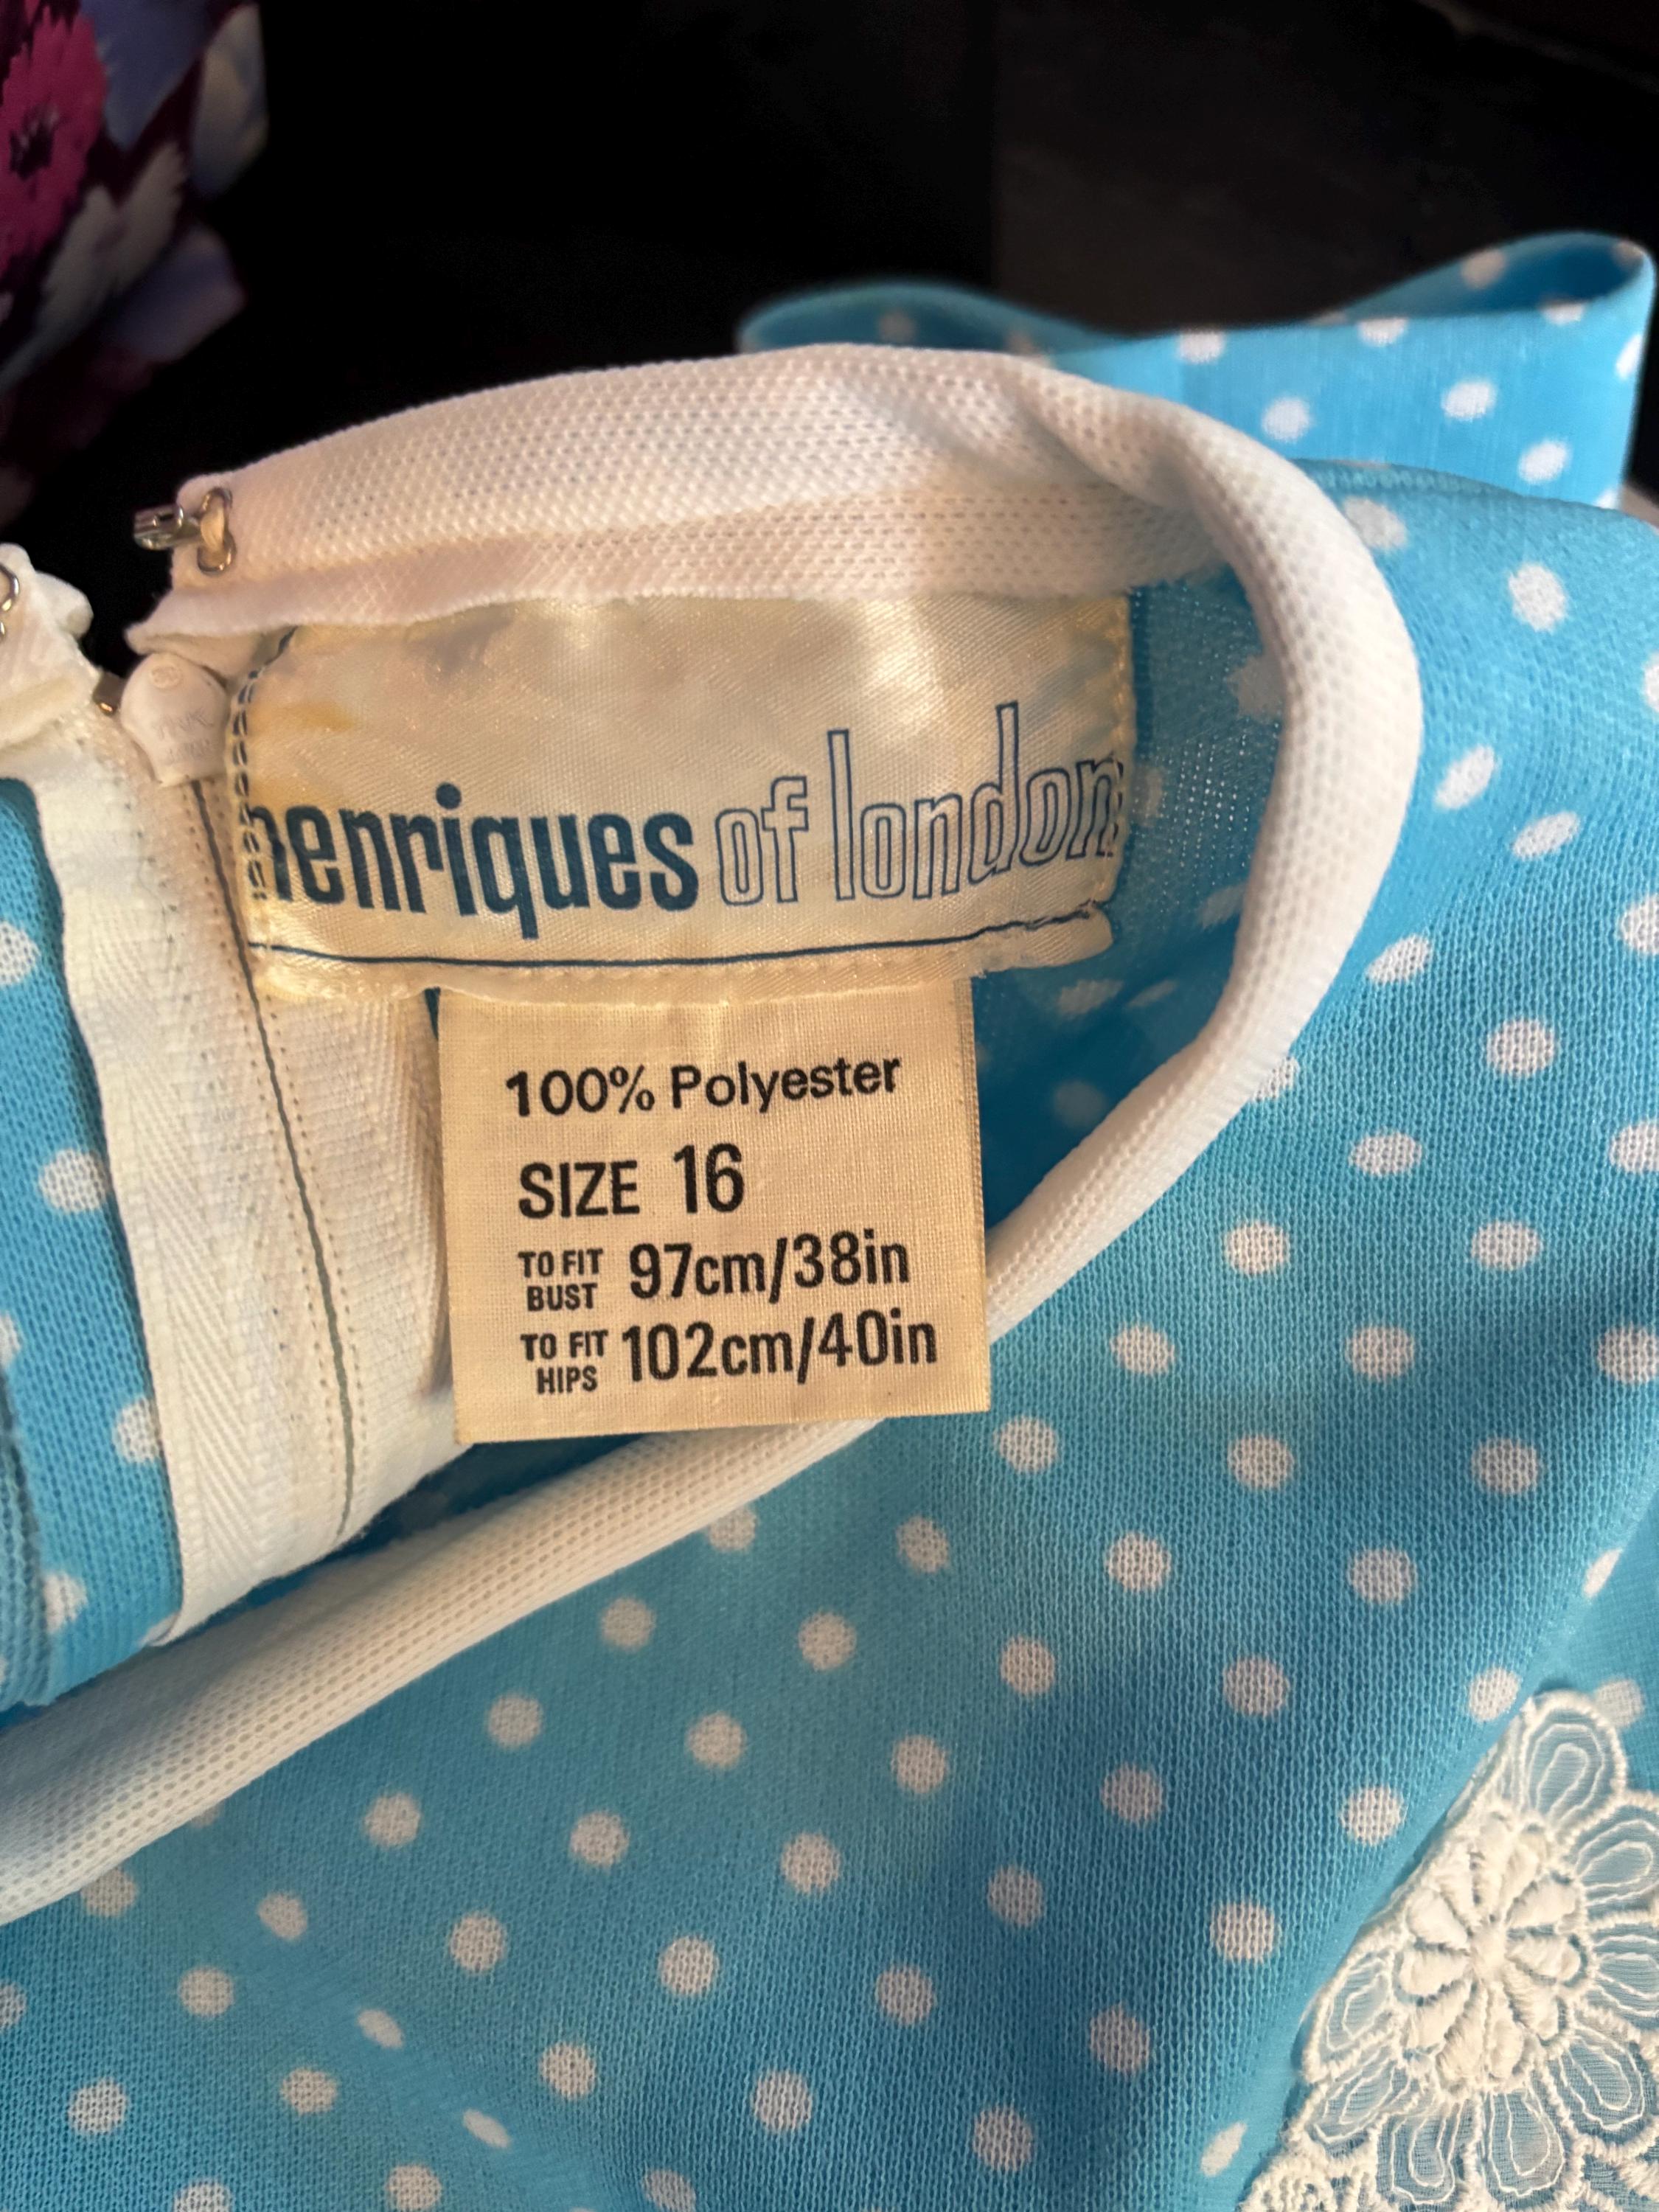 henriques of london
100% Polyester
SIZE 16
TO FIT BUST 97cm/38in
TO FIT HIPS 102cm/40in